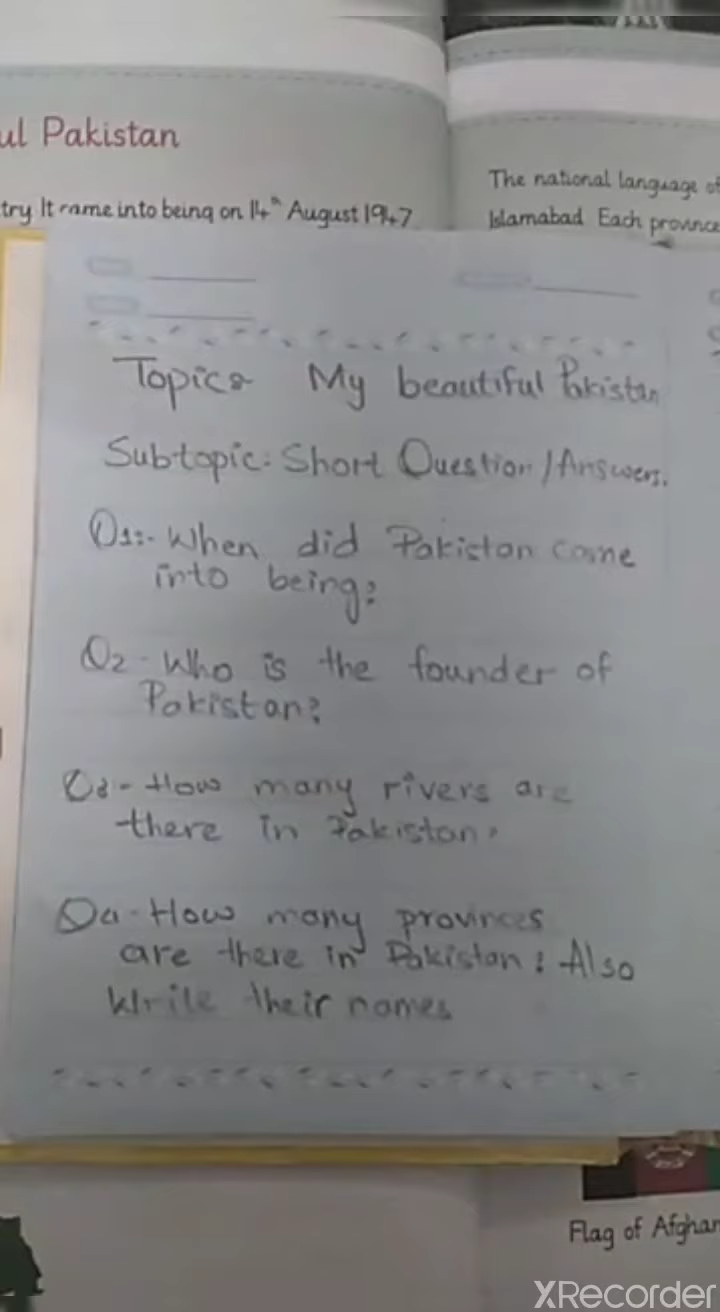 ul Pakistan
try It came into being on 14th August 1947
The national language of
Islamabad Each province
Topic:- My beautiful Pakistan
Subtopic: Short Question/Answers.
Q1:- When did Pakistan come
into being?
Q2- Who is the founder of
Pakistan?
Q3- How many rivers are
there in Pakistan?
Q4- How many provinces
are there in Pakistan? Also
Write their names
Flag of Afghan
XRecorder